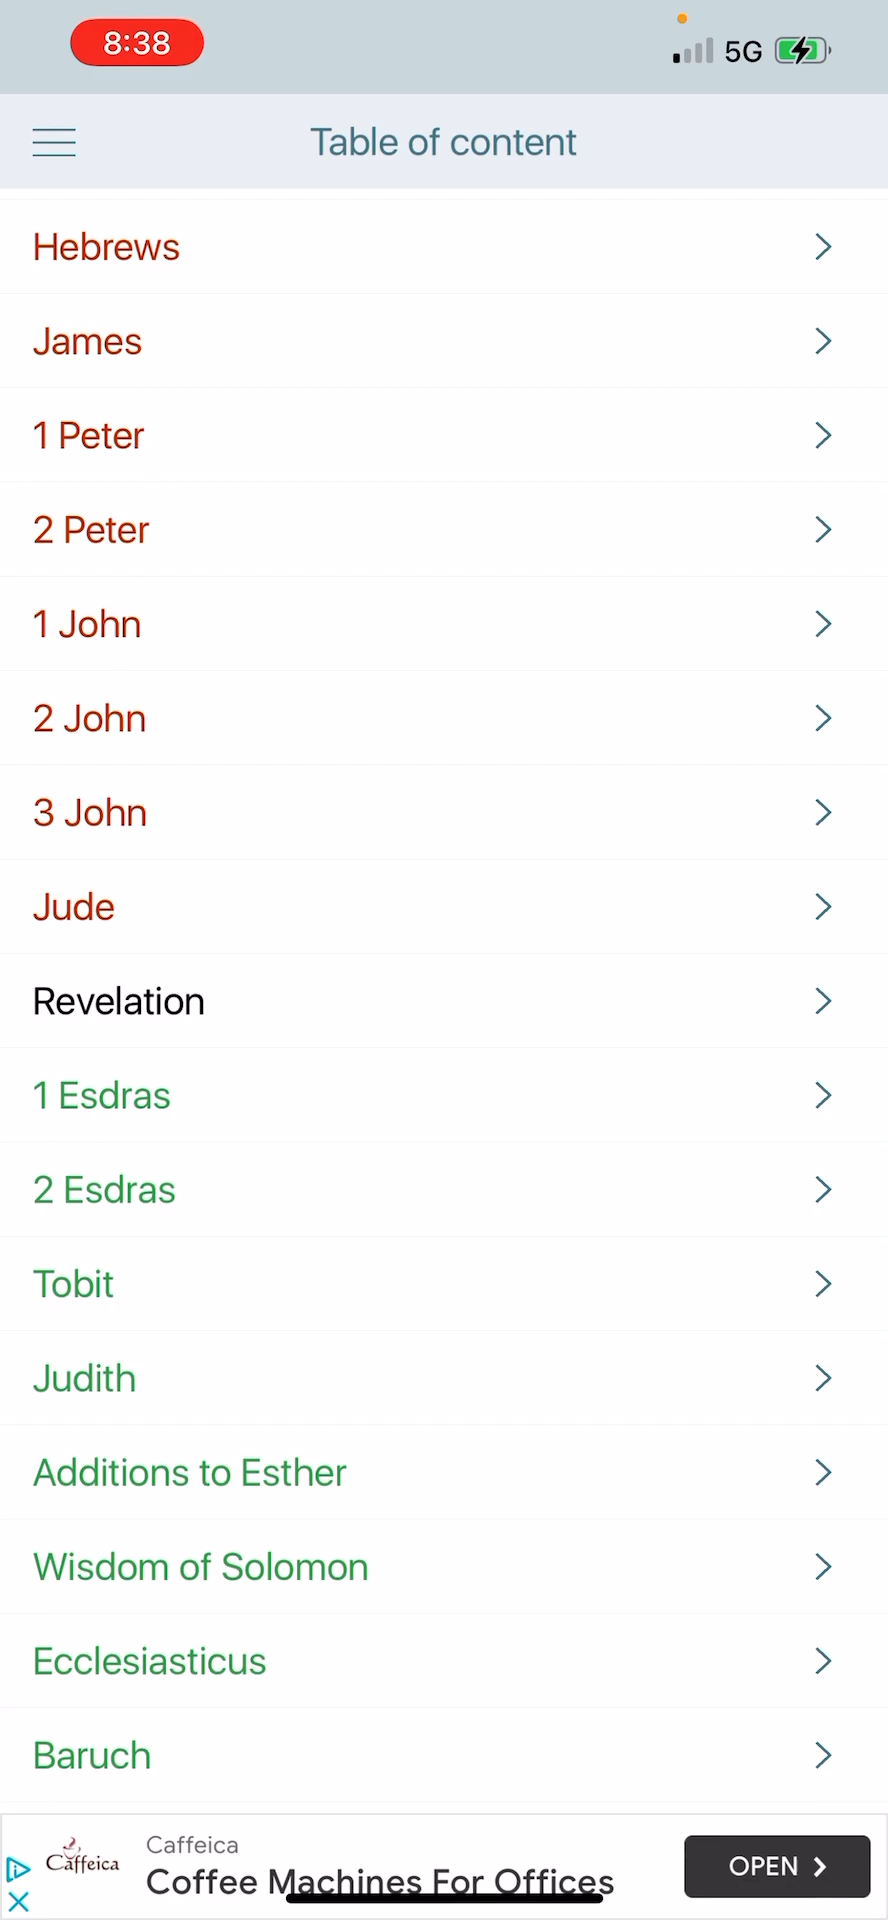 8:38
5G
Table of content
Hebrews
James
1 Peter
2 Peter
1 John
2 John
3 John
Jude
Revelation
1 Esdras
2 Esdras
Tobit
Judith
Additions to Esther
Wisdom of Solomon
Ecclesiasticus
Baruch
Caffeica
Caffeica
Coffee Machines For Offices
OPEN